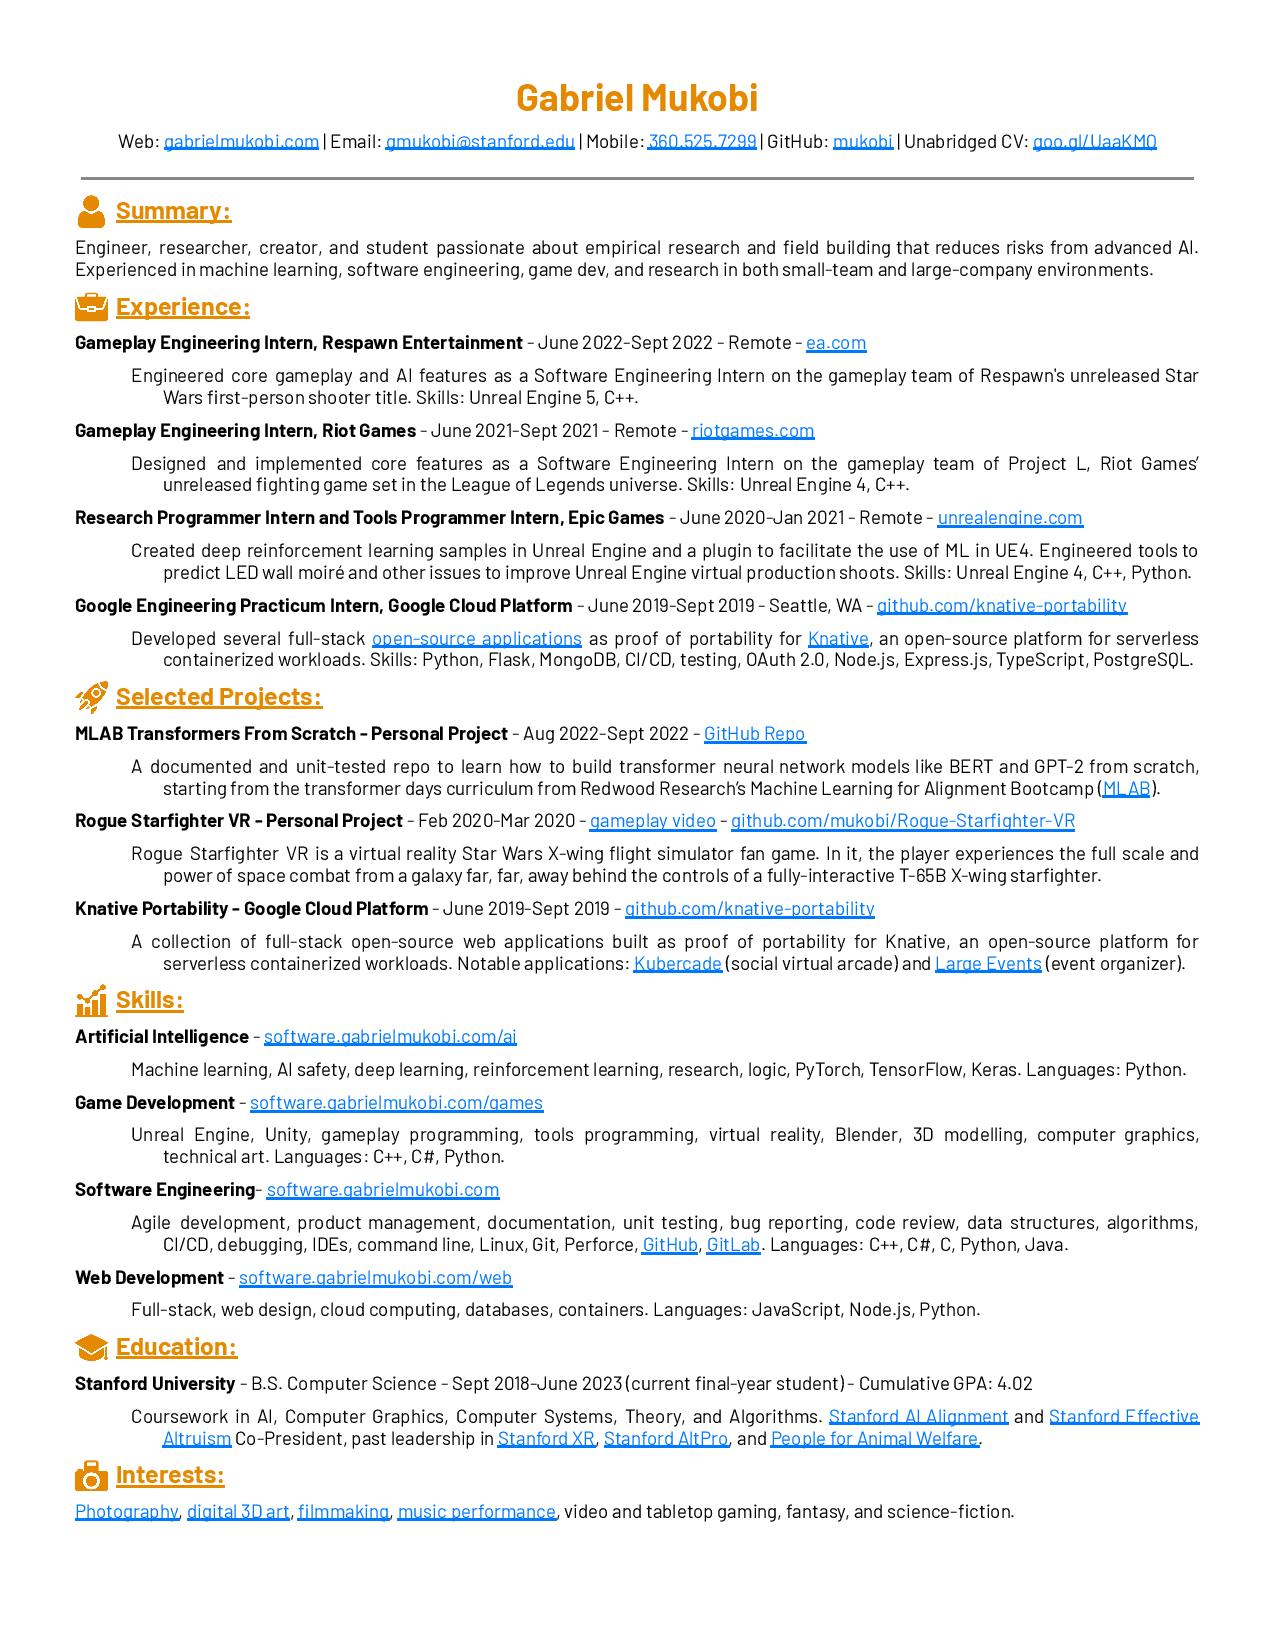 Gabriel Mukobi
Web: gabrielmukobi.com | Email: gmukobi@stanford.edu | Mobile: 360.525.7299 | GitHub: mukobi | Unabridged CV: goo.gl/UaaKMQ
Summary:
Engineer, researcher, creator, and student passionate about empirical research and field building that reduces risks from advanced AI.
Experienced in machine learning, software engineering, game dev, and research in both small-team and large-company environments.
Experience:
Gameplay Engineering Intern, Respawn Entertainment - June 2022-Sept 2022 - Remote - ea.com
Engineered core gameplay and AI features as a Software Engineering Intern on the gameplay team of Respawn's unreleased Star
Wars first-person shooter title. Skills: Unreal Engine 5, C++.
Gameplay Engineering Intern, Riot Games - June 2021-Sept 2021 - Remote - riotgames.com
Designed and implemented core features as a Software Engineering Intern on the gameplay team of Project L, Riot Games’
unreleased fighting game set in the League of Legends universe. Skills: Unreal Engine 4, C++.
Research Programmer Intern and Tools Programmer Intern, Epic Games - June 2020-Jan 2021 - Remote - unrealengine.com
Created deep reinforcement learning samples in Unreal Engine and a plugin to facilitate the use of ML in UE4. Engineered tools to
predict LED wall moiré and other issues to improve Unreal Engine virtual production shoots. Skills: Unreal Engine 4, C++, Python.
Google Engineering Practicum Intern, Google Cloud Platform - June 2019-Sept 2019 - Seattle, WA - github.com/knative-portability
Developed several full-stack open-source applications as proof of portability for Knative, an open-source platform for serverless
containerized workloads. Skills: Python, Flask, MongoDB, CI/CD, testing, OAuth 2.0, Node.js, Express.js, TypeScript, PostgreSQL.
Selected Projects:
MLAB Transformers From Scratch - Personal Project - Aug 2022-Sept 2022 - GitHub Repo
A documented and unit-tested repo to learn how to build transformer neural network models like BERT and GPT-2 from scratch,
starting from the transformer days curriculum from Redwood Research’s Machine Learning for Alignment Bootcamp (MLAB).
Rogue Starfighter VR - Personal Project - Feb 2020-Mar 2020 - gameplay video - github.com/mukobi/Rogue-Starfighter-VR
Rogue Starfighter VR is a virtual reality Star Wars X-wing flight simulator fan game. In it, the player experiences the full scale and
power of space combat from a galaxy far, far, away behind the controls of a fully-interactive T-65B X-wing starfighter.
Knative Portability - Google Cloud Platform - June 2019-Sept 2019 - github.com/knative-portability
A collection of full-stack open-source web applications built as proof of portability for Knative, an open-source platform for
serverless containerized workloads. Notable applications: Kubercade (social virtual arcade) and Large Events (event organizer).
Skills:
Artificial Intelligence - software.gabrielmukobi.com/ai
Machine learning, AI safety, deep learning, reinforcement learning, research, logic, PyTorch, TensorFlow, Keras. Languages: Python.
Game Development - software.gabrielmukobi.com/games
Unreal Engine, Unity, gameplay programming, tools programming, virtual reality, Blender, 3D modelling, computer graphics,
technical art. Languages: C++, C#, Python.
Software Engineering- software.gabrielmukobi.com
Agile development, product management, documentation, unit testing, bug reporting, code review, data structures, algorithms,
CI/CD, debugging, IDEs, command line, Linux, Git, Perforce, GitHub, GitLab. Languages: C++, C#, C, Python, Java.
Web Development - software.gabrielmukobi.com/web
Full-stack, web design, cloud computing, databases, containers. Languages: JavaScript, Node.js, Python.
Education:
Stanford University - B.S. Computer Science - Sept 2018-June 2023 (current final-year student) - Cumulative GPA: 4.02
Coursework in AI, Computer Graphics, Computer Systems, Theory, and Algorithms. Stanford AI Alignment and Stanford Effective
Altruism Co-President, past leadership in Stanford XR, Stanford AltPro, and People for Animal Welfare.
Interests:
Photography, digital 3D art, filmmaking, music performance, video and tabletop gaming, fantasy, and science-fiction.